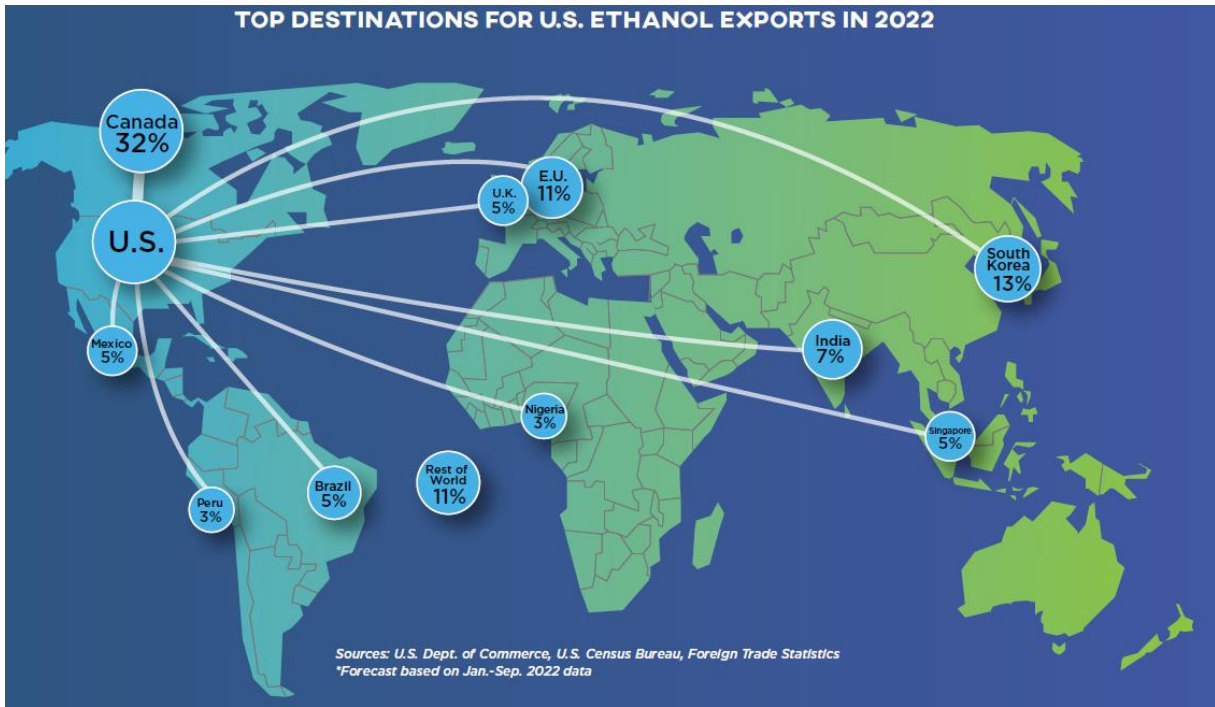 TOP DESTINATIONS FOR U.S. ETHANOL EXPORTS IN 2022
Canada
32%
U.S.
E.U.
11%
U.K.
5%
South
Korea
13%
Mexico
5%
India
7%
Nigeria
3%
Singapore
5%
Rest of
World
11%
Brazil
5%
Peru
3%
Sources: U.S. Dept. of Commerce, U.S. Census Bureau, Foreign Trade Statistics
*Forecast based on Jan.-Sep. 2022 data